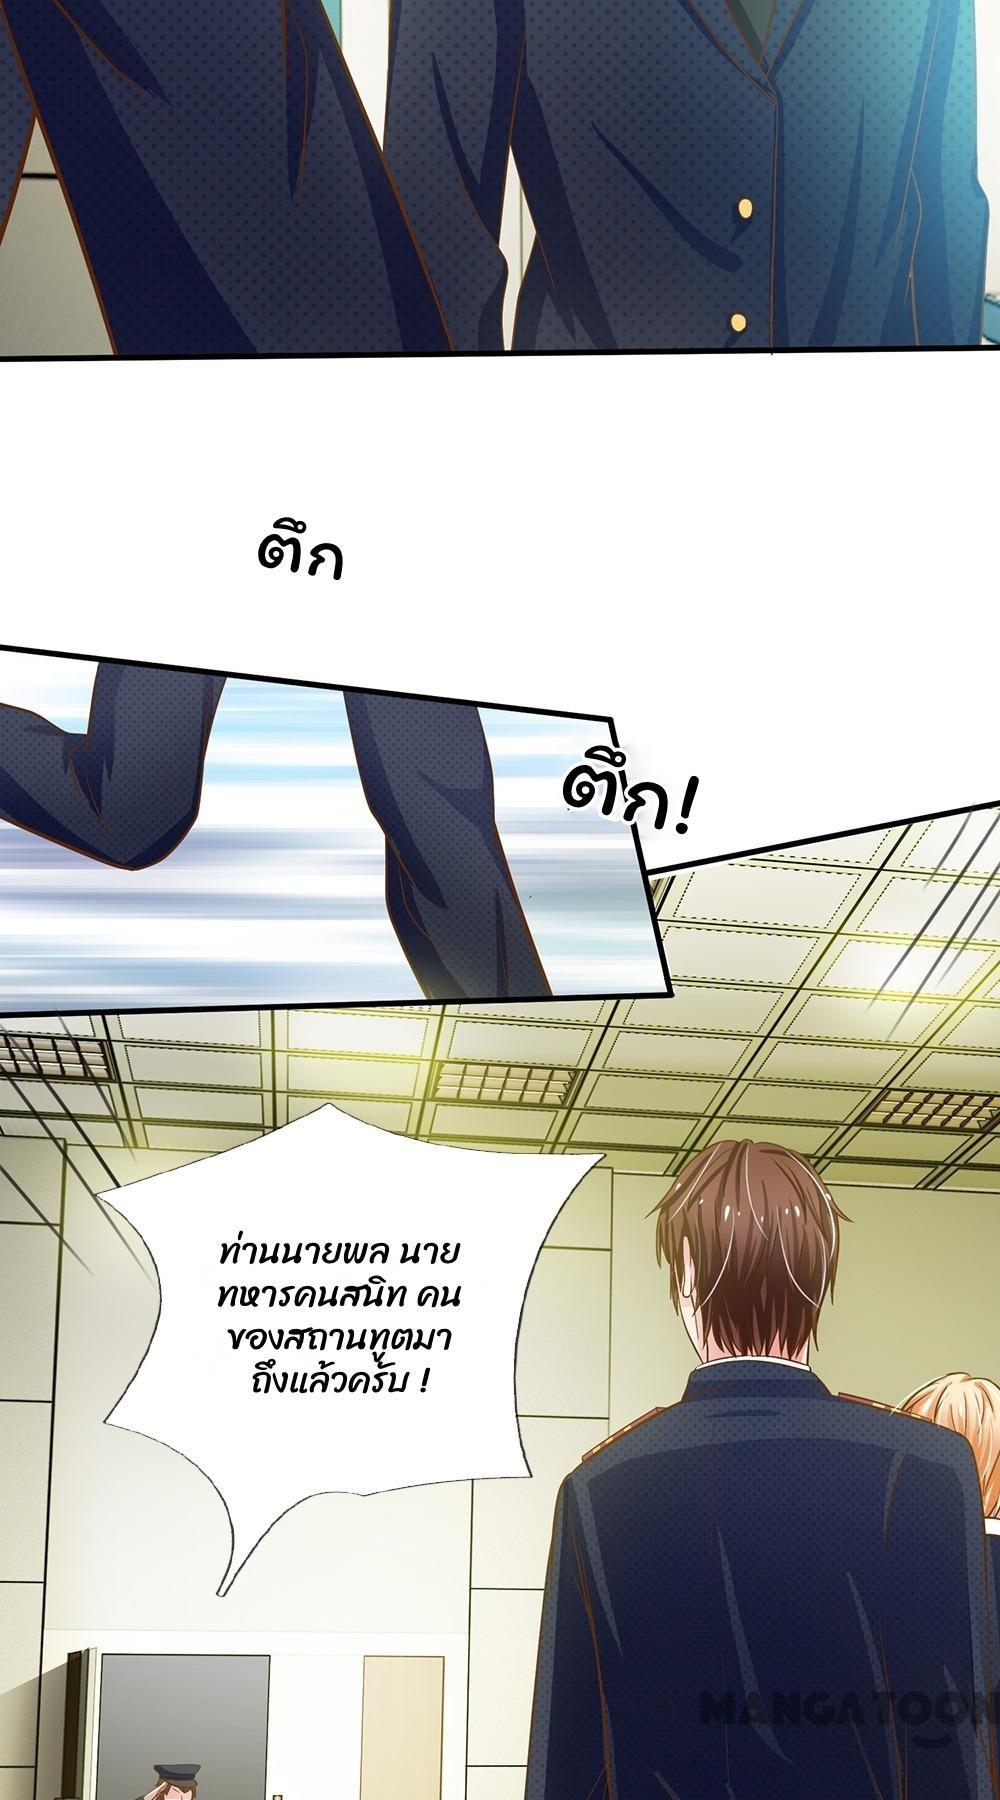 ตึก
ตึก!
ท่านนายพล นาย
ทหารคนสนิท คน
ของสถานทูตมา
ถึงแล้วครับ !
MANGATOON